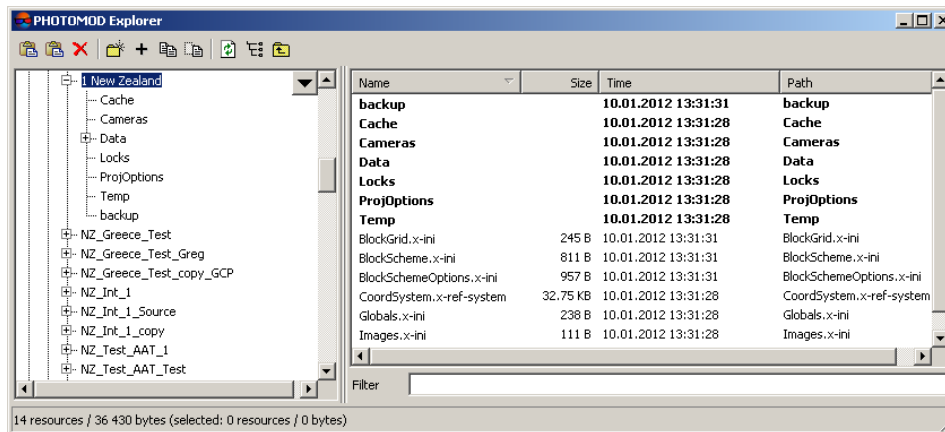 PHOTOMOD Explorer
1 New Zealand
Cache
Cameras
Data
Locks
ProjOptions
Temp
backup
NZ_Greece_Test
NZ_Greece_Test_Greg
NZ_Greece_Test_copy_GCP
NZ_Int_1
NZ_Int_1_Source
NZ_Int_1_copy
NZ_Test_AAT_1
NZ_Test_AAT_Test
Name Size Time Path
backup 10.01.2012 13:31:31 backup
Cache 10.01.2012 13:31:28 Cache
Cameras 10.01.2012 13:31:28 Cameras
Data 10.01.2012 13:31:28 Data
Locks 10.01.2012 13:31:28 Locks
ProjOptions 10.01.2012 13:31:28 ProjOptions
Temp 10.01.2012 13:31:28 Temp
BlockGrid.x-ini 245 B 10.01.2012 13:31:31 BlockGrid.x-ini
BlockScheme.x-ini 811 B 10.01.2012 13:31:31 BlockScheme.x-ini
BlockSchemeOptions.x-ini 957 B 10.01.2012 13:31:31 BlockSchemeOptions.x-ini
CoordSystem.x-ref-system 32.75 KB 10.01.2012 13:31:28 CoordSystem.x-ref-system
Globals.x-ini 238 B 10.01.2012 13:31:28 Globals.x-ini
Images.x-ini 111 B 10.01.2012 13:31:28 Images.x-ini
Filter
14 resources / 36 430 bytes (selected: 0 resources / 0 bytes)